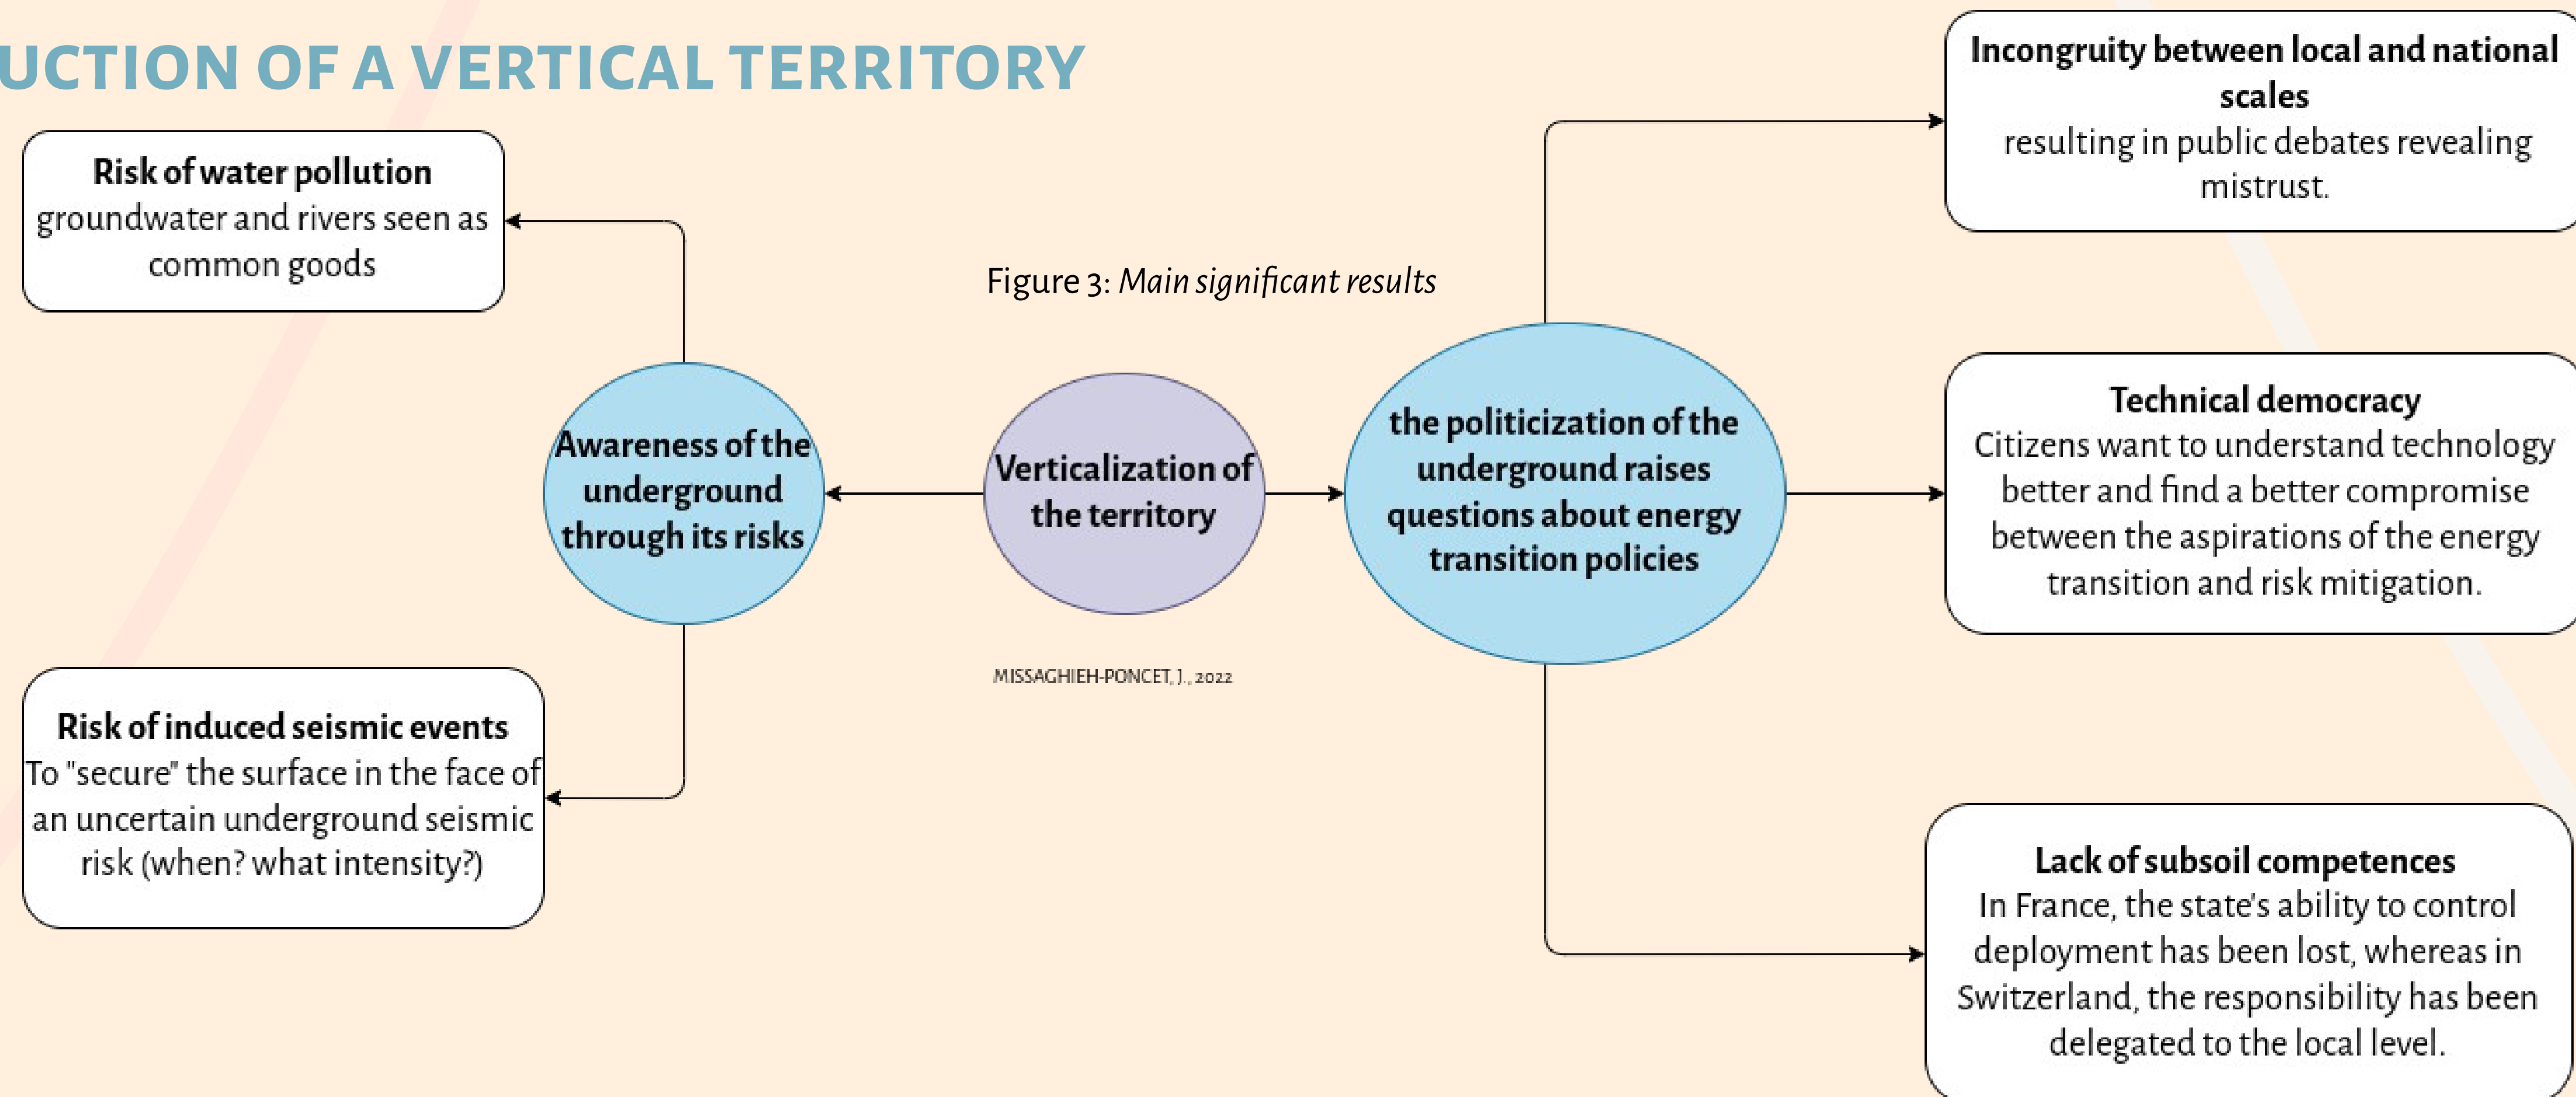 UCTION OF A VERTICAL TERRITORY
Risk of water pollution
groundwater and rivers seen as
common goods
Figure 3: Main significant results
Awareness of the
underground
through its risks
Verticalization of
the territory
the politicization of the
underground raises
questions about energy
transition policies
MISSAGHIEH-PONCET, J., 2022
Risk of induced seismic events
To "secure" the surface in the face of
an uncertain underground seismic
risk (when? what intensity?)
Incongruity between local and national
scales
resulting in public debates revealing
mistrust.
Technical democracy
Citizens want to understand technology
better and find a better compromise
between the aspirations of the energy
transition and risk mitigation.
Lack of subsoil competences
In France, the state's ability to control
deployment has been lost, whereas in
Switzerland, the responsibility has been
delegated to the local level.